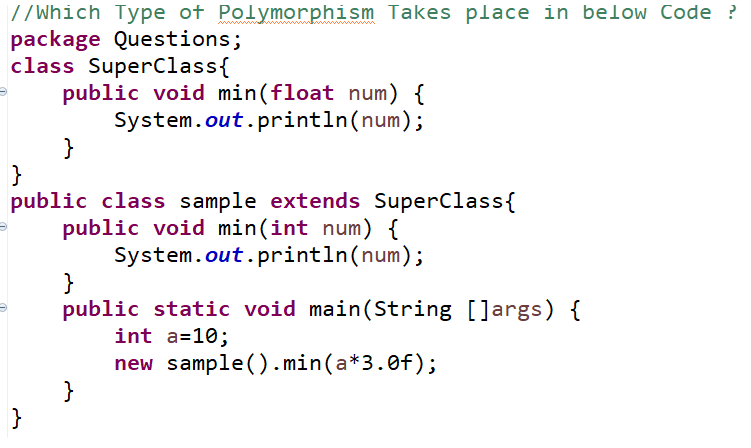 //Which Type of Polymorphism Takes place in below Code ?
package Questions;
class SuperClass{
    public void min(float num) {
        System.out.println(num);
    }
}
public class sample extends SuperClass{
    public void min(int num) {
        System.out.println(num);
    }
    public static void main(String []args) {
        int a=10;
        new sample().min(a*3.0f);
    }
}